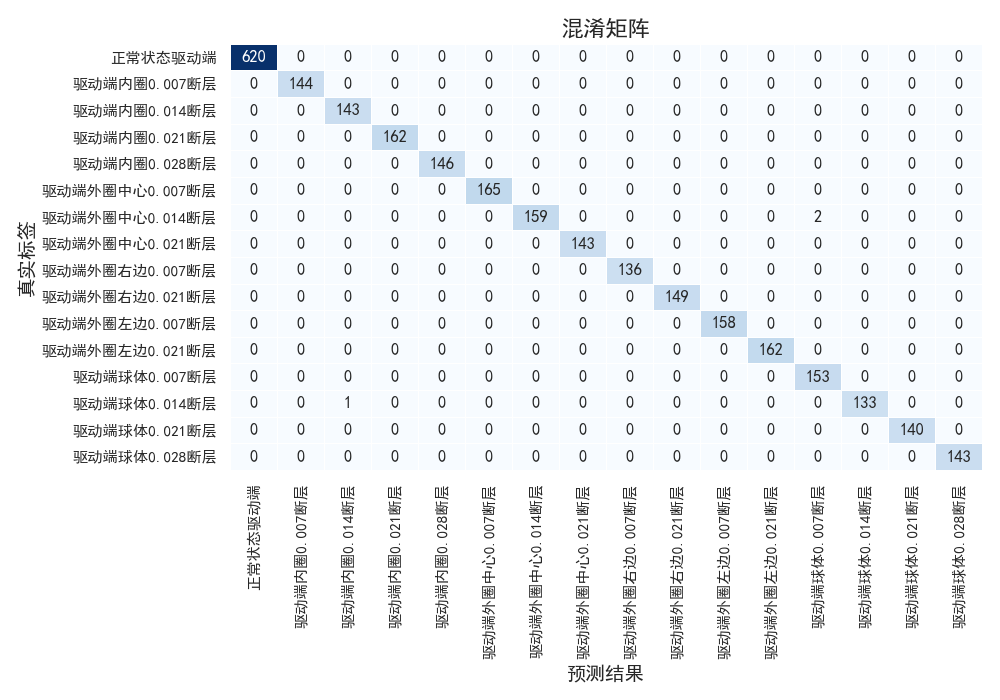 混淆矩阵
真实标签
正常状态驱动端 620 0 0 0 0 0 0 0 0 0 0 0 0 0 0 0
驱动端内圈0.007断层 0 144 0 0 0 0 0 0 0 0 0 0 0 0 0 0
驱动端内圈0.014断层 0 0 143 0 0 0 0 0 0 0 0 0 0 0 0 0
驱动端内圈0.021断层 0 0 0 162 0 0 0 0 0 0 0 0 0 0 0 0
驱动端内圈0.028断层 0 0 0 0 146 0 0 0 0 0 0 0 0 0 0 0
驱动端外圈中心0.007断层 0 0 0 0 0 165 0 0 0 0 0 0 0 0 0 0
驱动端外圈中心0.014断层 0 0 0 0 0 0 159 0 0 0 0 0 2 0 0 0
驱动端外圈中心0.021断层 0 0 0 0 0 0 0 143 0 0 0 0 0 0 0 0
驱动端外圈右边0.007断层 0 0 0 0 0 0 0 0 136 0 0 0 0 0 0 0
驱动端外圈右边0.021断层 0 0 0 0 0 0 0 0 0 149 0 0 0 0 0 0
驱动端外圈左边0.007断层 0 0 0 0 0 0 0 0 0 0 158 0 0 0 0 0
驱动端外圈左边0.021断层 0 0 0 0 0 0 0 0 0 0 0 162 0 0 0 0
驱动端球体0.007断层 0 0 0 0 0 0 0 0 0 0 0 0 153 0 0 0
驱动端球体0.014断层 0 0 1 0 0 0 0 0 0 0 0 0 0 133 0 0
驱动端球体0.021断层 0 0 0 0 0 0 0 0 0 0 0 0 0 0 140 0
驱动端球体0.028断层 0 0 0 0 0 0 0 0 0 0 0 0 0 0 0 143
正常状态驱动端
驱动端内圈0.007断层
驱动端内圈0.014断层
驱动端内圈0.021断层
驱动端内圈0.028断层
驱动端外圈中心0.007断层
驱动端外圈中心0.014断层
驱动端外圈中心0.021断层
驱动端外圈右边0.007断层
驱动端外圈右边0.021断层
驱动端外圈左边0.007断层
驱动端外圈左边0.021断层
驱动端球体0.007断层
驱动端球体0.014断层
驱动端球体0.021断层
驱动端球体0.028断层
预测结果